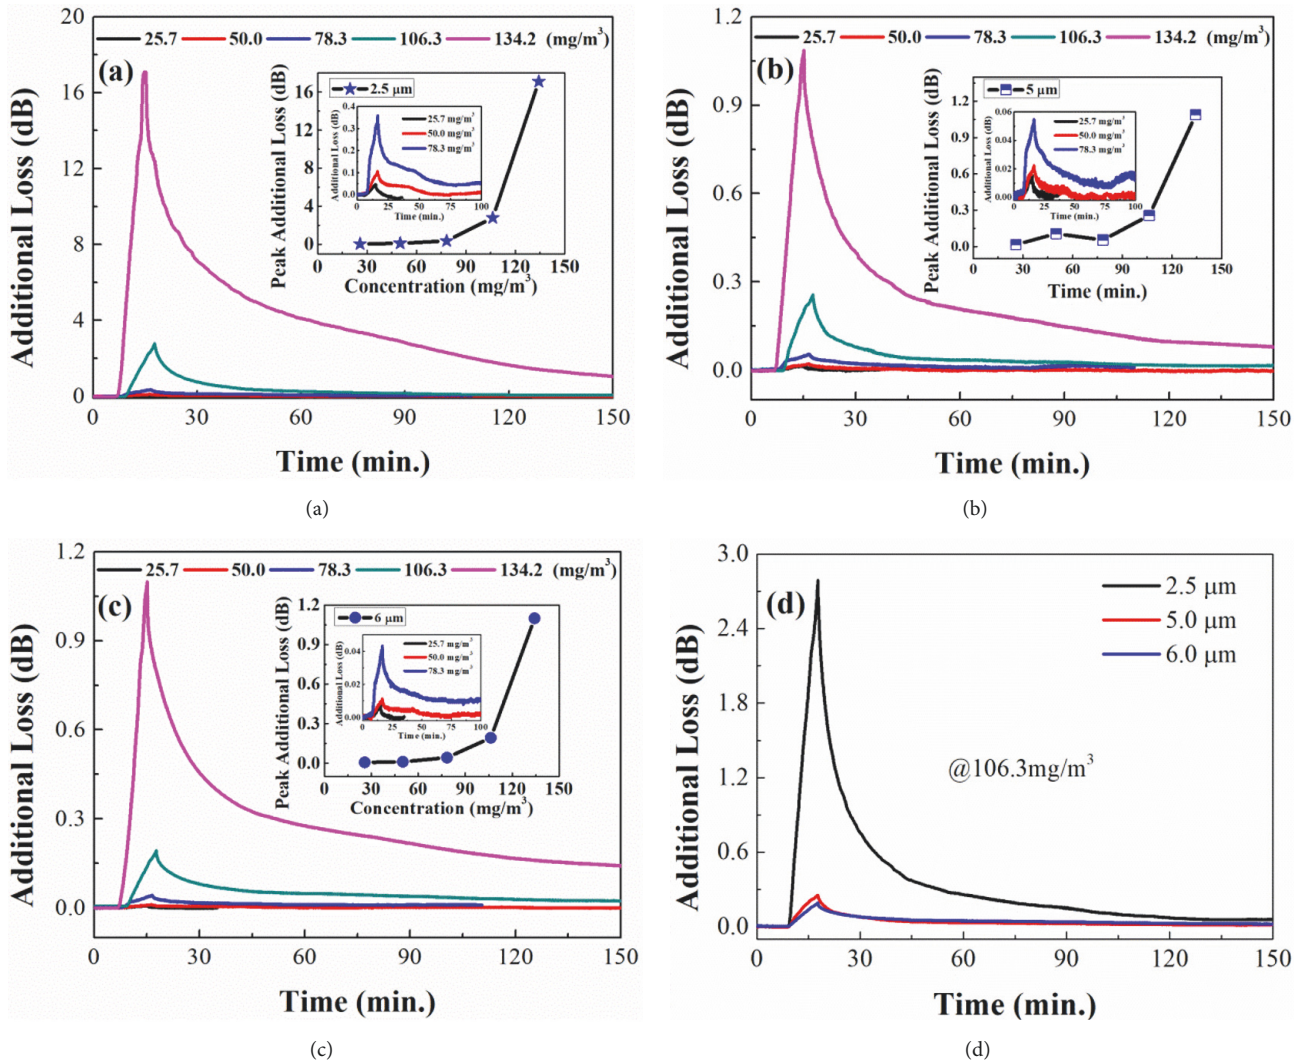 20
16
12
8
4
0
0 30 60 90 120 150
Additional Loss (dB)
Time (min.)
25.7 50.0 78.3 106.3 134.2 (mg/m³)
(a)
18
16
14
12
10
8
6
4
2
0
0 30 60 90 120 150
Peak Additional Loss (dB)
Concentration (mg/m³)
2.5 μm
0.4
0.3
0.2
0.1
0.0
0 25 50 75 100
Additional Loss (dB)
Time (min.)
25.7 mg/m³
50.0 mg/m³
78.3 mg/m³
(a)
1.2
0.9
0.6
0.3
0.0
0 30 60 90 120 150
Additional Loss (dB)
Time (min.)
25.7 50.0 78.3 106.3 134.2 (mg/m³)
(b)
1.2
0.9
0.6
0.3
0.0
0 30 60 90 120 150
Peak Additional Loss (dB)
Time (min.)
5 μm
0.06
0.04
0.02
0.00
0 25 50 75 100
Additional Loss (dB)
Time (min.)
25.7 mg/m³
50.0 mg/m³
78.3 mg/m³
(b)
1.2
0.9
0.6
0.3
0.0
0 30 60 90 120 150
Additional Loss (dB)
Time (min.)
25.7 50.0 78.3 106.3 134.2 (mg/m³)
(c)
1.2
0.9
0.6
0.3
0.0
0 30 60 90 120 150
Peak Additional Loss (dB)
Concentration (mg/m³)
6 μm
0.04
0.02
0.00
0 25 50 75 100
Additional Loss (dB)
Time (min.)
25.7 mg/m³
50.0 mg/m³
78.3 mg/m³
(c)
3.0
2.4
1.8
1.2
0.6
0.0
0 30 60 90 120 150
Additional Loss (dB)
Time (min.)
(d)
2.5 μm
5.0 μm
6.0 μm
@106.3mg/m³
(d)